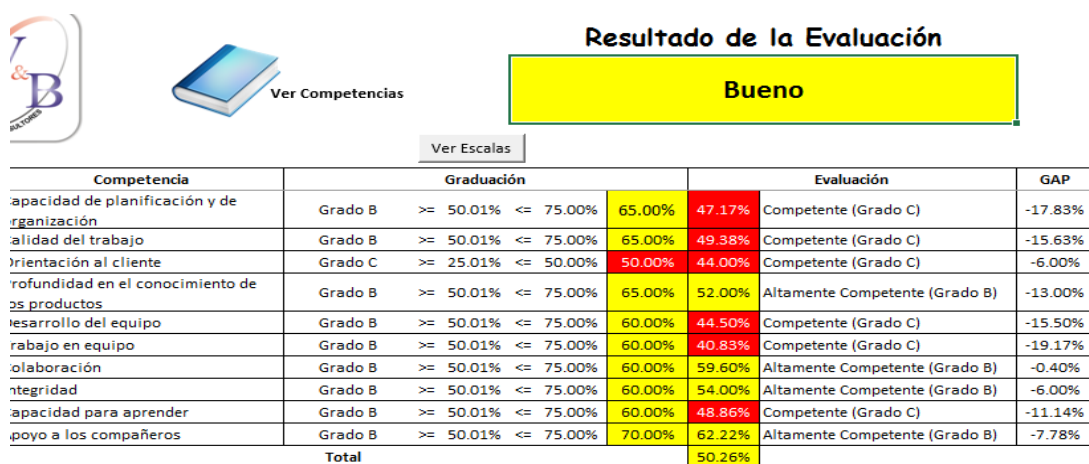 Resultado de la Evaluación
&B
Ver Competencias
Bueno
Ver Escalas
Competencia Graduación Evaluación GAP
apacidad de planificación y de
rganización Grado B >= 50.01% <= 75.00% 65.00% 47.17% Competente (Grado C) -17.83%
alidad del trabajo Grado B >= 50.01% <= 75.00% 65.00% 49.38% Competente (Grado C) -15.63%
rientación al cliente Grado C >= 25.01% <= 50.00% 50.00% 44.00% Competente (Grado C) -6.00%
rofundidad en el conocimiento de
os productos Grado B >= 50.01% <= 75.00% 65.00% 52.00% Altamente Competente (Grado B) -13.00%
esarrollo del equipo Grado B >= 50.01% <= 75.00% 60.00% 44.50% Competente (Grado C) -15.50%
rabajo en equipo Grado B >= 50.01% <= 75.00% 60.00% 40.83% Competente (Grado C) -19.17%
olaboración Grado B >= 50.01% <= 75.00% 60.00% 59.60% Altamente Competente (Grado B) -0.40%
ntegridad Grado B >= 50.01% <= 75.00% 60.00% 54.00% Altamente Competente (Grado B) -6.00%
apacidad para aprender Grado B >= 50.01% <= 75.00% 60.00% 48.86% Competente (Grado C) -11.14%
poyo a los compañeros Grado B >= 50.01% <= 75.00% 70.00% 62.22% Altamente Competente (Grado B) -7.78%
Total 50.26%